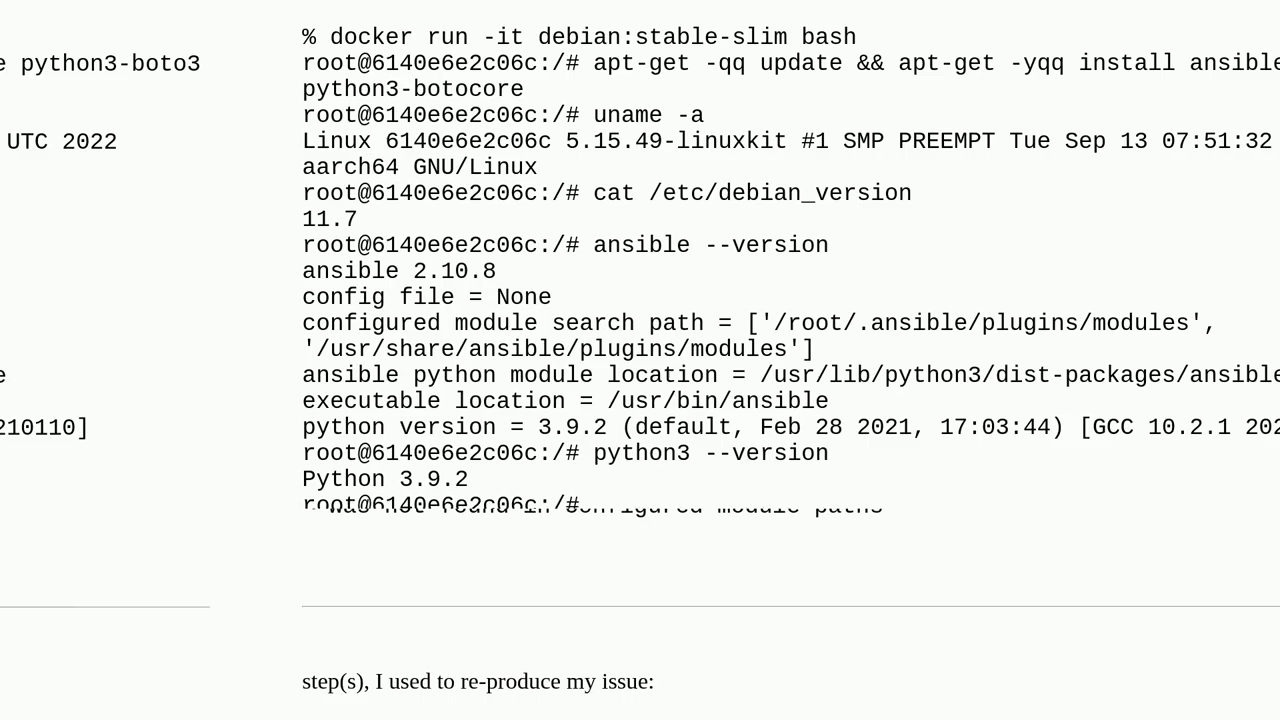 % docker run -it debian:stable-slim bash
e python3-boto3
root@6140e6e2c06c:/# apt-get -qq update && apt-get -yqq install ansible
python3-botocore
root@6140e6e2c06c:/# uname -a
UTC 2022
Linux 6140e6e2c06c 5.15.49-linuxkit #1 SMP PREEMPT Tue Sep 13 07:51:32
aarch64 GNU/Linux
root@6140e6e2c06c:/# cat /etc/debian_version
11.7
root@6140e6e2c06c:/# ansible --version
ansible 2.10.8
config file = None
configured module search path = ['/root/.ansible/plugins/modules',
'/usr/share/ansible/plugins/modules']
e
ansible python module location = /usr/lib/python3/dist-packages/ansible
executable location = /usr/bin/ansible
210110]
python version = 3.9.2 (default, Feb 28 2021, 17:03:44) [GCC 10.2.1 202
root@6140e6e2c06c:/# python3 --version
Python 3.9.2
root@6140e6e2c06c:/#
configured module paths
step(s), I used to re-produce my issue: